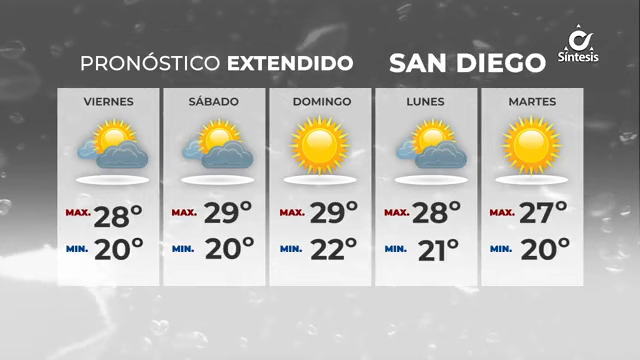 PRONÓSTICO EXTENDIDO SAN DIEGO
Síntesis
VIERNES SÁBADO DOMINGO LUNES MARTES
MAX. 28° MAX. 29° MAX. 29° MAX. 28° MAX. 27°
MIN. 20° MIN. 20° MIN. 22° MIN. 21° MIN. 20°